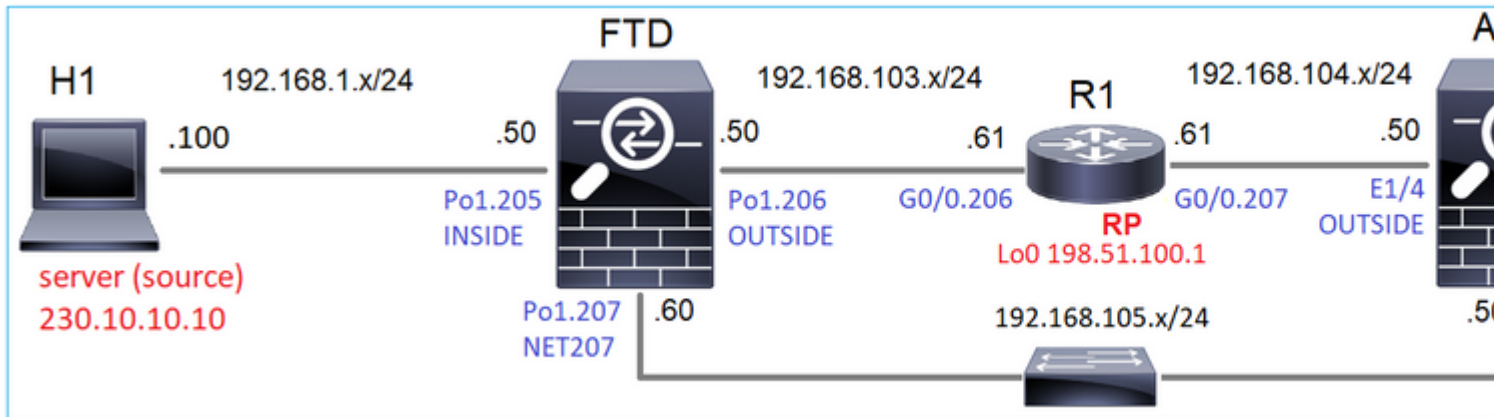 FTD
A
H1
192.168.1.x/24
192.168.103.x/24
192.168.104.x/24
R1
.100
.50
.50
.61
.61
.50
Po1.205
INSIDE
Po1.206
OUTSIDE
G0/0.206
RP
G0/0.207
E1/4
OUTSIDE
Lo0 198.51.100.1
server (source)
230.10.10.10
Po1.207
NET207
.60
192.168.105.x/24